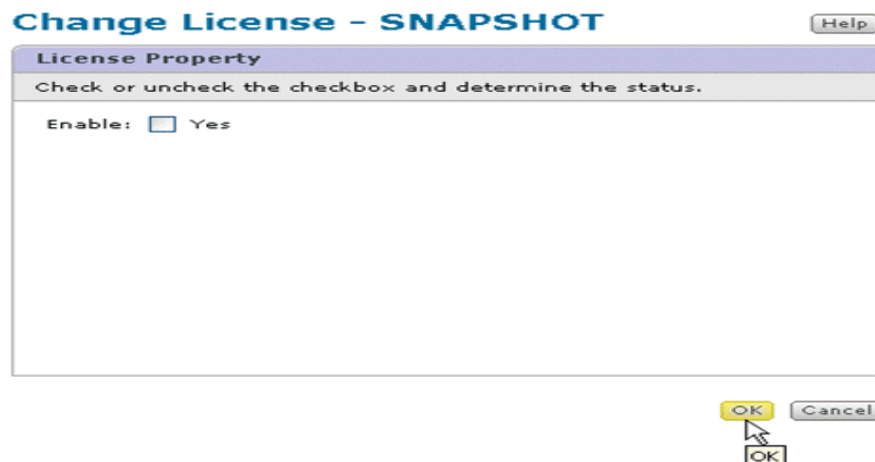 Change License - SNAPSHOT Help
License Property
Check or uncheck the checkbox and determine the status.
Enable: Yes
OK Cancel
OK